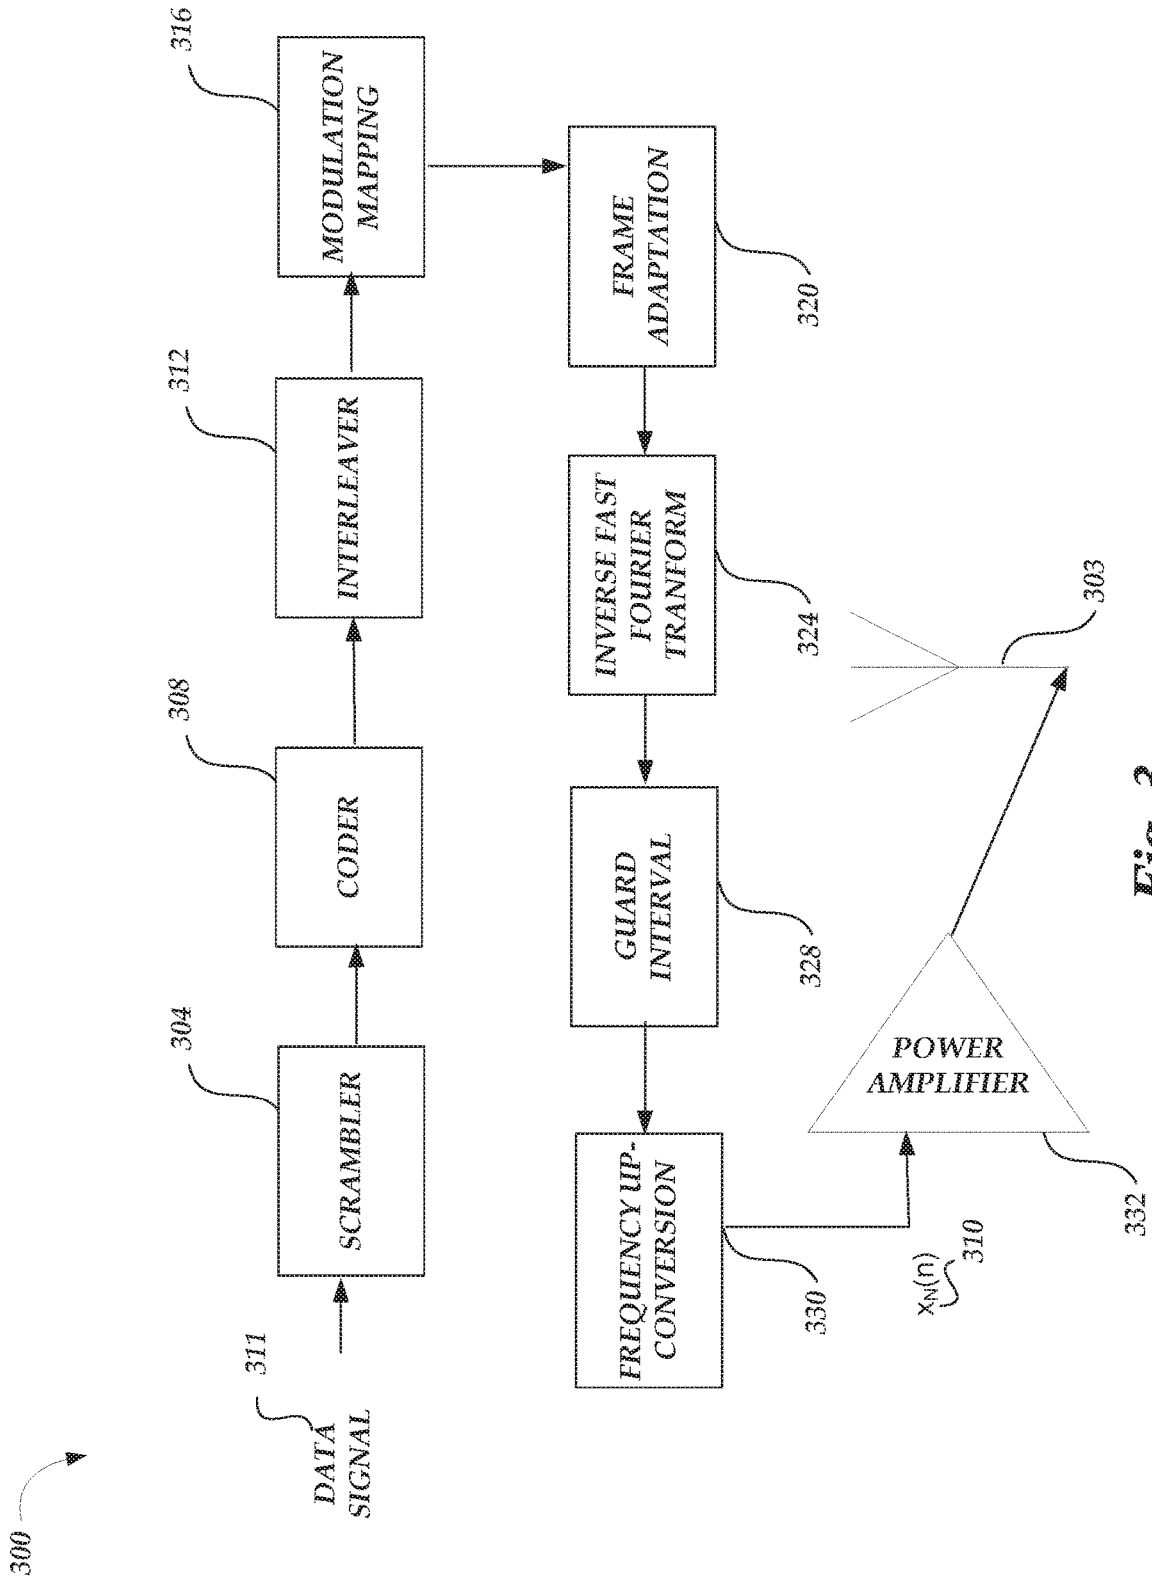 300
DATA
SIGNAL
311
SCRAMBLER
304
CODER
308
INTERLEAVER
312
MODULATION
MAPPING
316
FRAME
ADAPTATION
320
INVERSE FAST
FOURIER
TRANFORM
324
GUARD
INTERVAL
328
FREQUENCY UP-
CONVERSION
330
xN(n)
310
POWER
AMPLIFIER
332
303